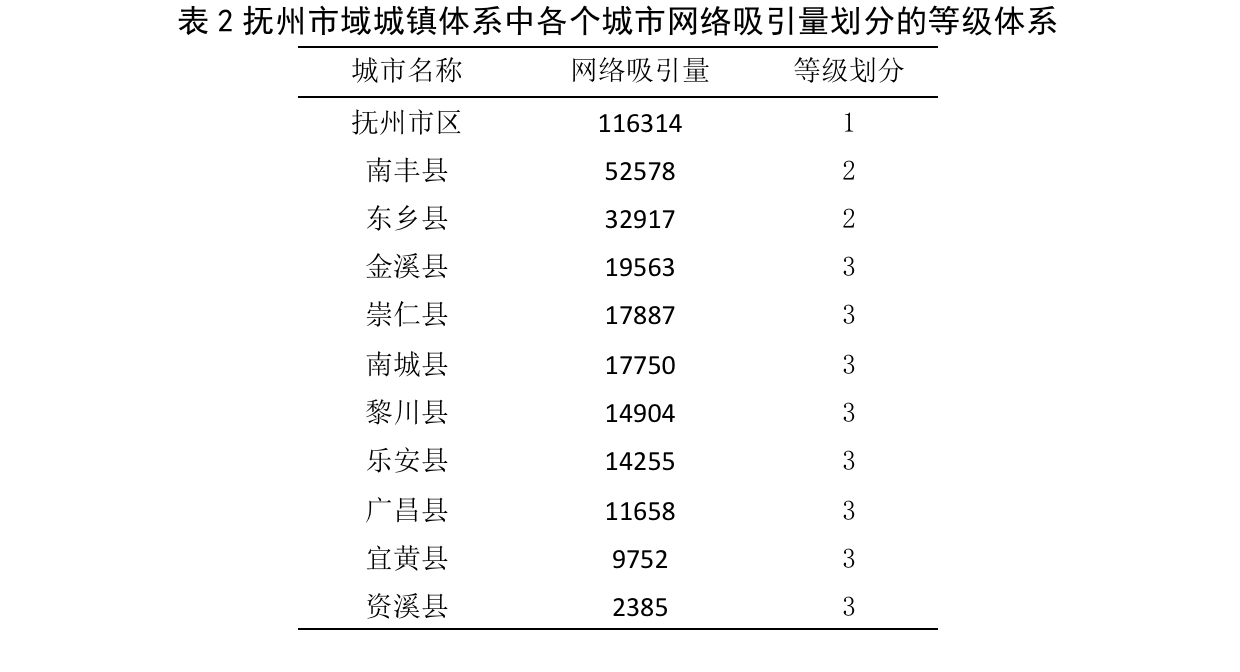 表 2 抚州市域城镇体系中各个城市网络吸引量划分的等级体系
城市名称 网络吸引量 等级划分
抚州市区 116314 1
南丰县 52578 2
东乡县 32917 2
金溪县 19563 3
崇仁县 17887 3
南城县 17750 3
黎川县 14904 3
乐安县 14255 3
广昌县 11658 3
宜黄县 9752 3
资溪县 2385 3